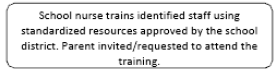 School nurse trains identified staff using
standardized resources approved by the school
district. Parent invited/requested to attend the
training.